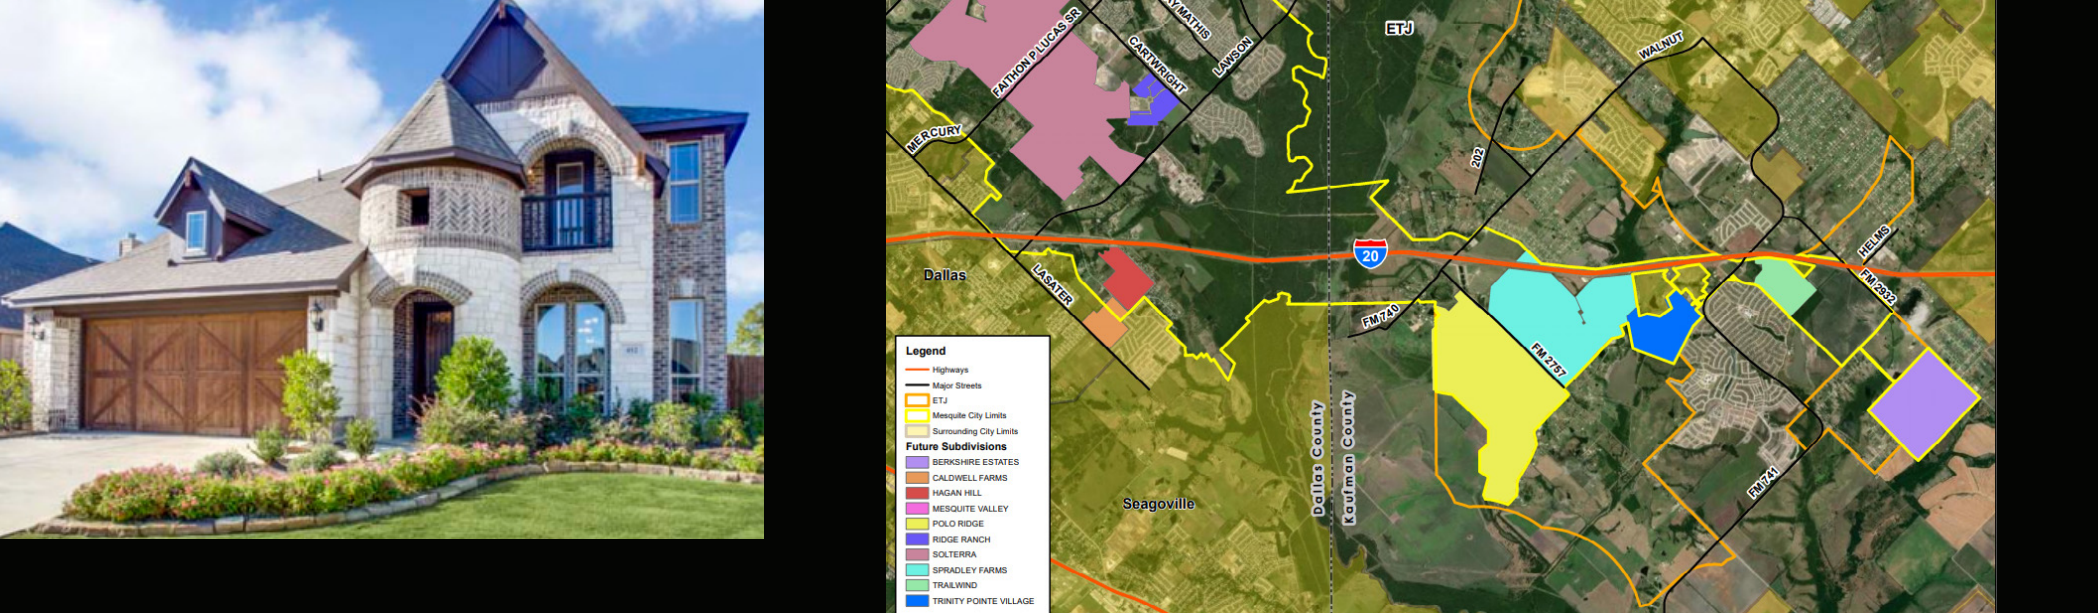 ETJ
AY MATHIS
FAITHON P LUCAS SR
CARTWRIGHT
LAWSON
WALNUT
MERCURY
202
HELMS
20
Dallas
LASATER
FM 2932
FM 740
FM 2757
Legend
Highways
Major Streets
ETJ
Mesquite City Limits
Surrounding City Limits
Future Subdivisions
BERKSHIRE ESTATES
CALDWELL FARMS
HAGAN HILL
MESQUITE VALLEY
POLO RIDGE
RIDGE RANCH
SOLTERRA
SPRADLEY FARMS
TRAILWIND
TRINITY POINTE VILLAGE
Dallas County
Kaufman County
Seagoville
FM 741